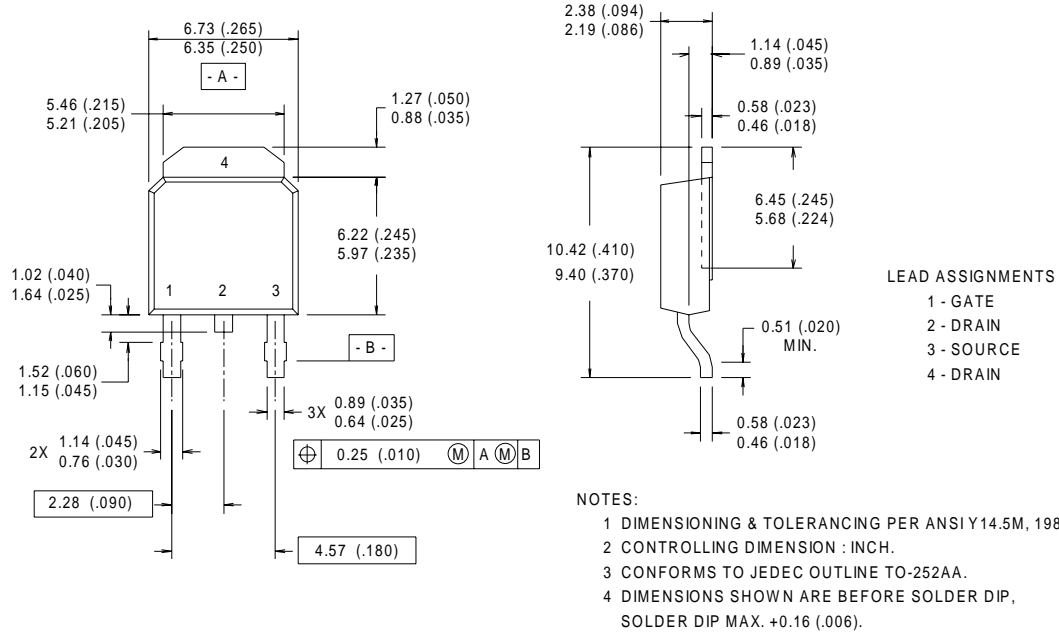 6.73 (.265)
6.35 (.250)
- A -
5.46 (.215)
5.21 (.205)
1.27 (.050)
0.88 (.035)
4
6.22 (.245)
5.97 (.235)
1.02 (.040)
1.64 (.025)
1 2 3
- B -
1.52 (.060)
1.15 (.045)
3X 0.89 (.035)
0.64 (.025)
2X 1.14 (.045)
0.76 (.030)
⌖ 0.25 (.010) Ⓜ A Ⓜ B
2.28 (.090)
4.57 (.180)
2.38 (.094)
2.19 (.086)
1.14 (.045)
0.89 (.035)
0.58 (.023)
0.46 (.018)
6.45 (.245)
5.68 (.224)
10.42 (.410)
9.40 (.370)
0.51 (.020)
MIN.
0.58 (.023)
0.46 (.018)
LEAD ASSIGNMENTS
1 - GATE
2 - DRAIN
3 - SOURCE
4 - DRAIN
NOTES:
1 DIMENSIONING & TOLERANCING PER ANSI Y14.5M, 198
2 CONTROLLING DIMENSION : INCH.
3 CONFORMS TO JEDEC OUTLINE TO-252AA.
4 DIMENSIONS SHOWN ARE BEFORE SOLDER DIP,
SOLDER DIP MAX. +0.16 (.006).